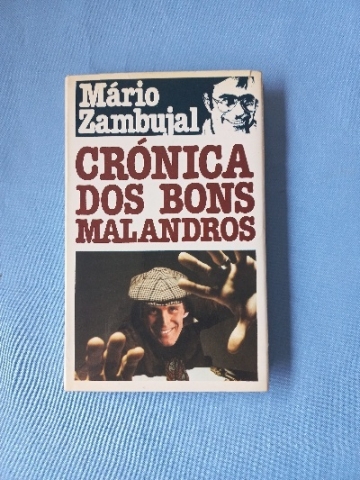 Mário
Zambujal
CRÓNICA
DOS BONS
MALANDROS